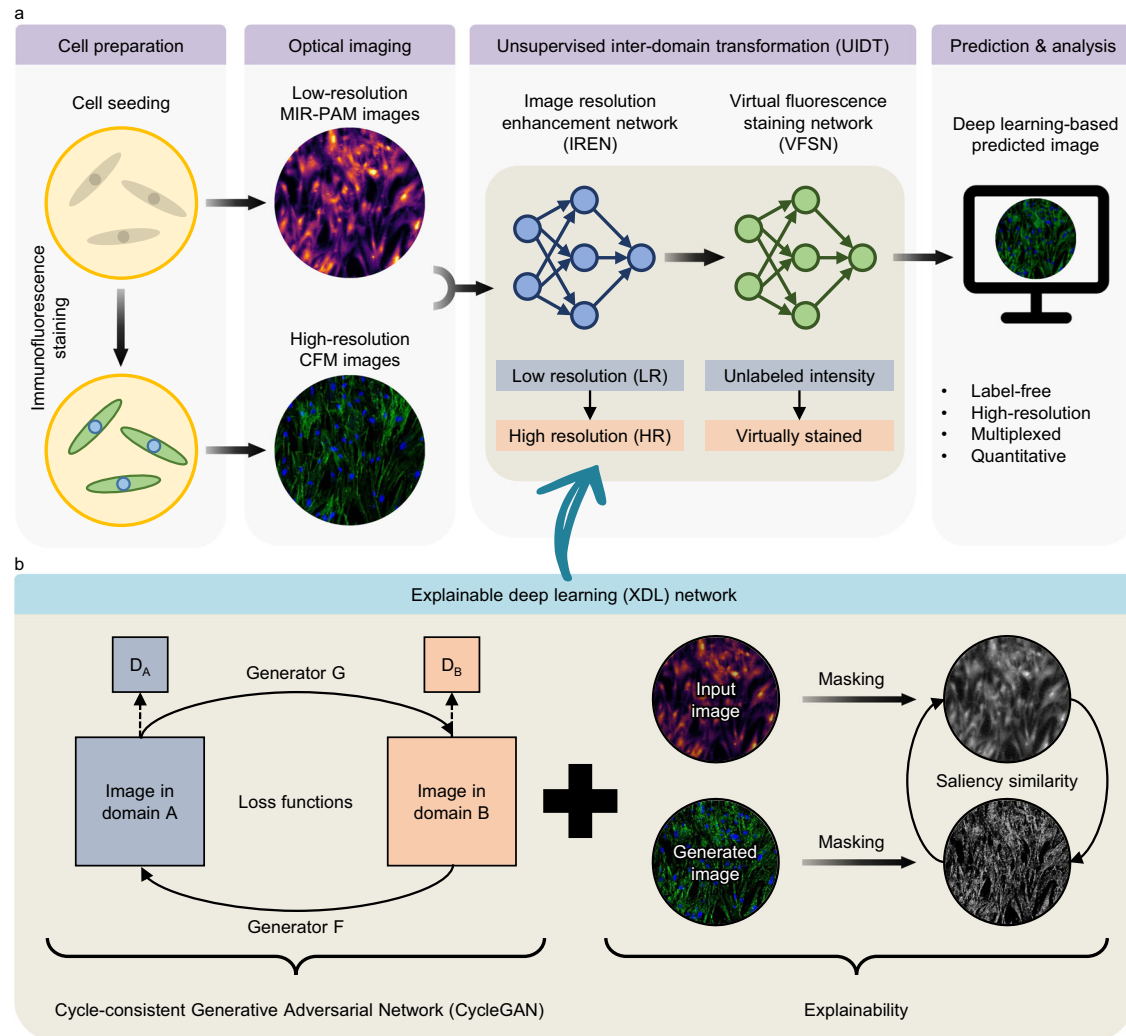 a
Cell preparation
Optical imaging
Unsupervised inter-domain transformation (UIDT)
Prediction & analysis
Cell seeding
Immunofluorescence
staining
Low-resolution
MIR-PAM images
High-resolution
CFM images
Image resolution
enhancement network
(IREN)
Virtual fluorescence
staining network
(VFSN)
Low resolution (LR)
High resolution (HR)
Unlabeled intensity
Virtually stained
Deep learning-based
predicted image
• Label-free
• High-resolution
• Multiplexed
• Quantitative
b
Explainable deep learning (XDL) network
D_A
Generator G
D_B
Image in
domain A
Loss functions
Image in
domain B
Generator F
Cycle-consistent Generative Adversarial Network (CycleGAN)
Input
image
Masking
Saliency similarity
Generated
image
Masking
Explainability